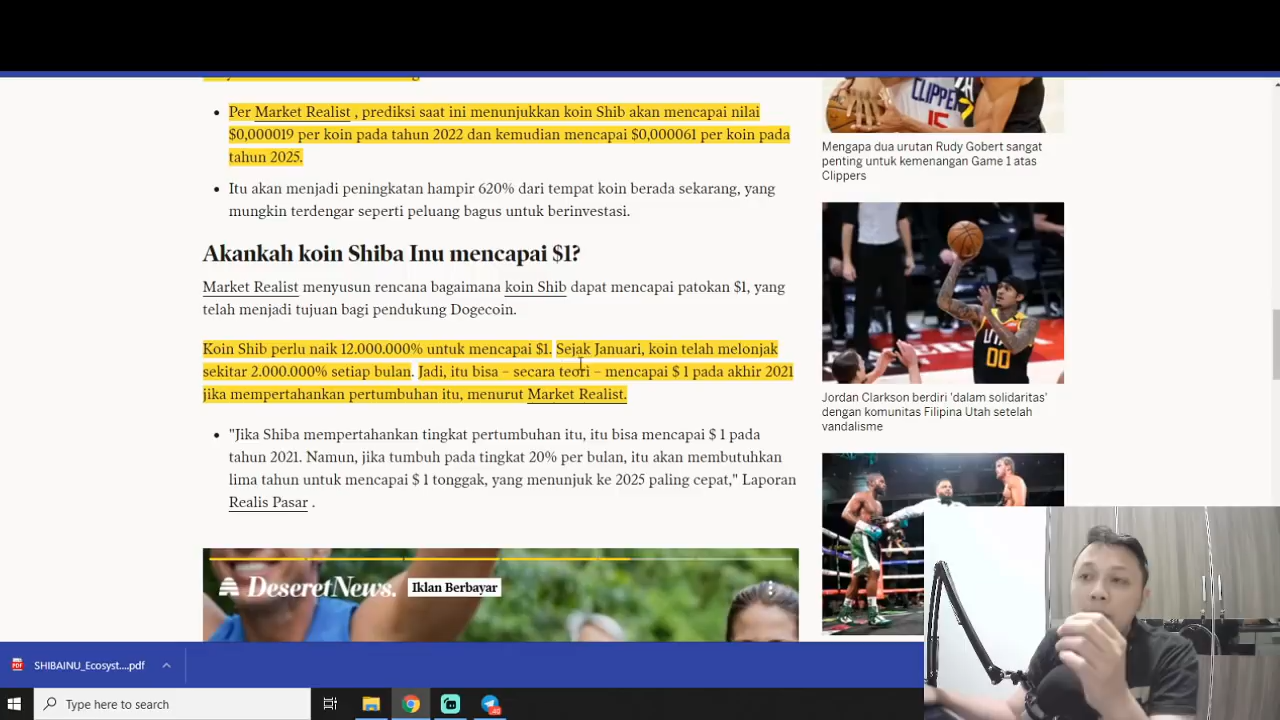 Per Market Realist , prediksi saat ini menunjukkan koin Shib akan mencapai nilai
$0,000019 per koin pada tahun 2022 dan kemudian mencapai $0,000061 per koin pada
tahun 2025.
Itu akan menjadi peningkatan hampir 620% dari tempat koin berada sekarang, yang
mungkin terdengar seperti peluang bagus untuk berinvestasi.
Akankah koin Shiba Inu mencapai $1?
Market Realist menyusun rencana bagaimana koin Shib dapat mencapai patokan $1, yang
telah menjadi tujuan bagi pendukung Dogecoin.
Koin Shib perlu naik 12.000.000% untuk mencapai $1. Sejak Januari, koin telah melonjak
sekitar 2.000.000% setiap bulan. Jadi, itu bisa – secara teori – mencapai $ 1 pada akhir 2021
jika mempertahankan pertumbuhan itu, menurut Market Realist.
"Jika Shiba mempertahankan tingkat pertumbuhan itu, itu bisa mencapai $ 1 pada
tahun 2021. Namun, jika tumbuh pada tingkat 20% per bulan, itu akan membutuhkan
lima tahun untuk mencapai $ 1 tonggak, yang menunjuk ke 2025 paling cepat," Laporan
Realis Pasar .
Deseret News. Iklan Berbayar
CLIPPE
15
Mengapa dua urutan Rudy Gobert sangat
penting untuk kemenangan Game 1 atas
Clippers
00
Jordan Clarkson berdiri 'dalam solidaritas'
dengan komunitas Filipina Utah setelah
vandalisme
PDF
SHIBAINU_Ecosyst....pdf
Type here to search